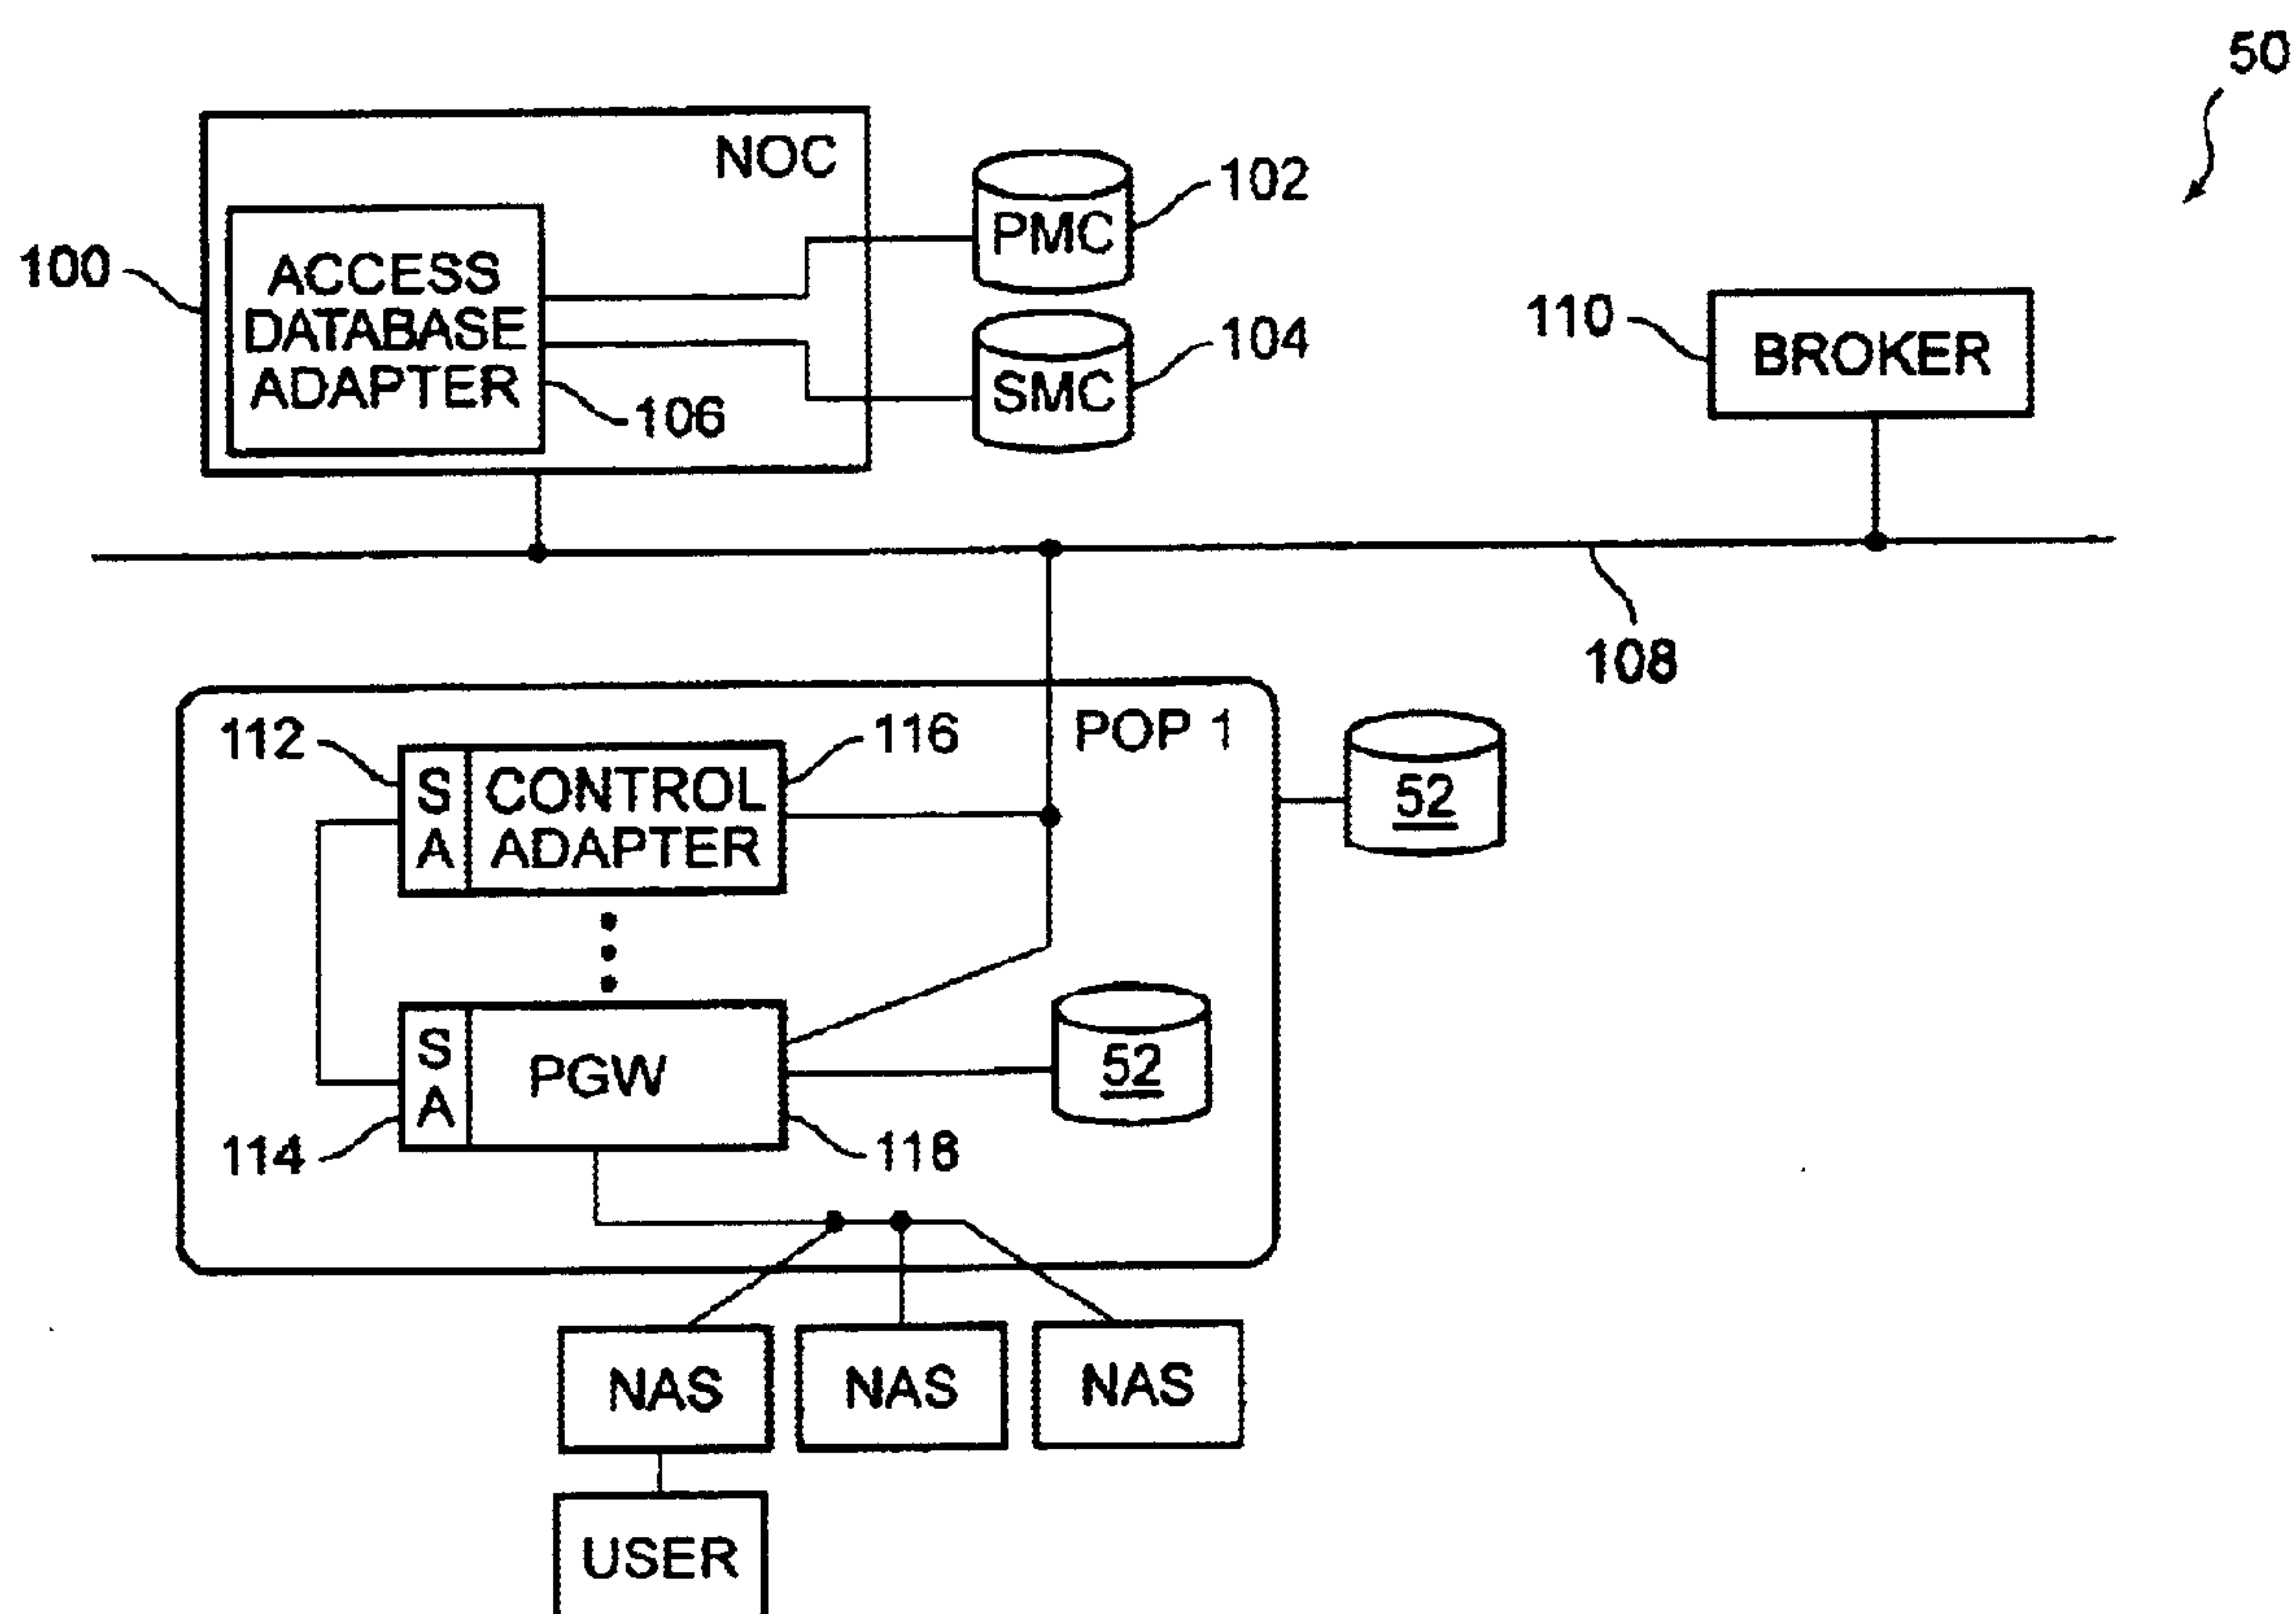 50
NOC
PMC
102
100
ACCESS
DATABASE
ADAPTER
106
SMC
104
110
BROKER
108
POP 1
112
116
S
A
CONTROL
ADAPTER
52
S
A
PGW
52
114
118
NAS
NAS
NAS
USER